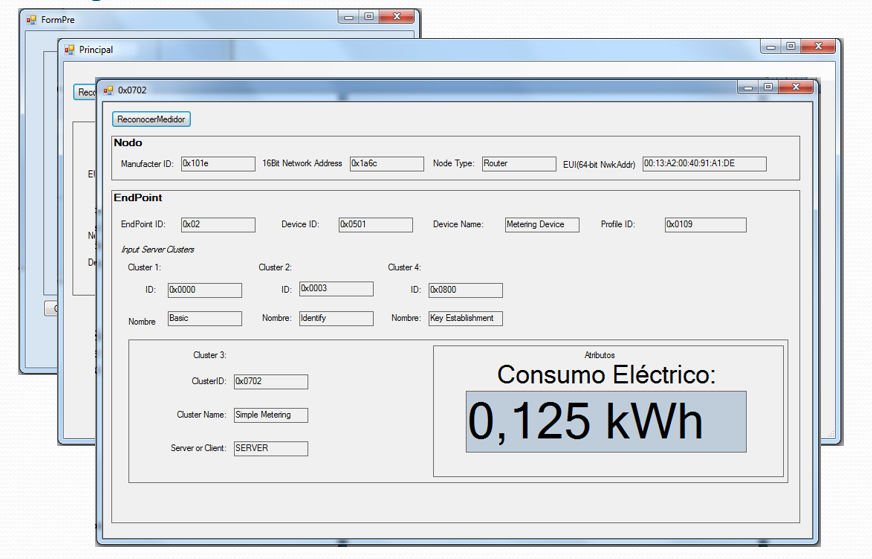 FormPre
Principal
0x0702
ReconocerMedidor
Nodo
Manufacter ID: 0x101e 16Bit Network Address 0x1a6c Node Type: Router EUI(64-bit NwkAddr) 00:13:A2:00:40:91:A1:DE
EndPoint
EndPoint ID: 0x02 Device ID: 0x0501 Device Name: Metering Device Profile ID: 0x0109
Input Server Clusters
Cluster 1: Cluster 2: Cluster 4:
ID: 0x0000 ID: 0x0003 ID: 0x0800
Nombre Basic Nombre: Identify Nombre: Key Establishment
Cluster 3:
ClusterID: 0x0702
Cluster Name: Simple Metering
Server or Client: SERVER
Atributos
Consumo Eléctrico:
0,125 kWh